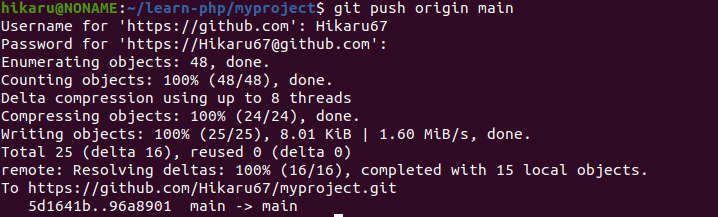 hikaru@NONAME:~/learn-php/myproject$ git push origin main
Username for 'https://github.com': Hikaru67
Password for 'https://Hikaru67@github.com':
Enumerating objects: 48, done.
Counting objects: 100% (48/48), done.
Delta compression using up to 8 threads
Compressing objects: 100% (24/24), done.
Writing objects: 100% (25/25), 8.01 KiB | 1.60 MiB/s, done.
Total 25 (delta 16), reused 0 (delta 0)
remote: Resolving deltas: 100% (16/16), completed with 15 local objects.
To https://github.com/Hikaru67/myproject.git
   5d1641b..96a8901  main -> main